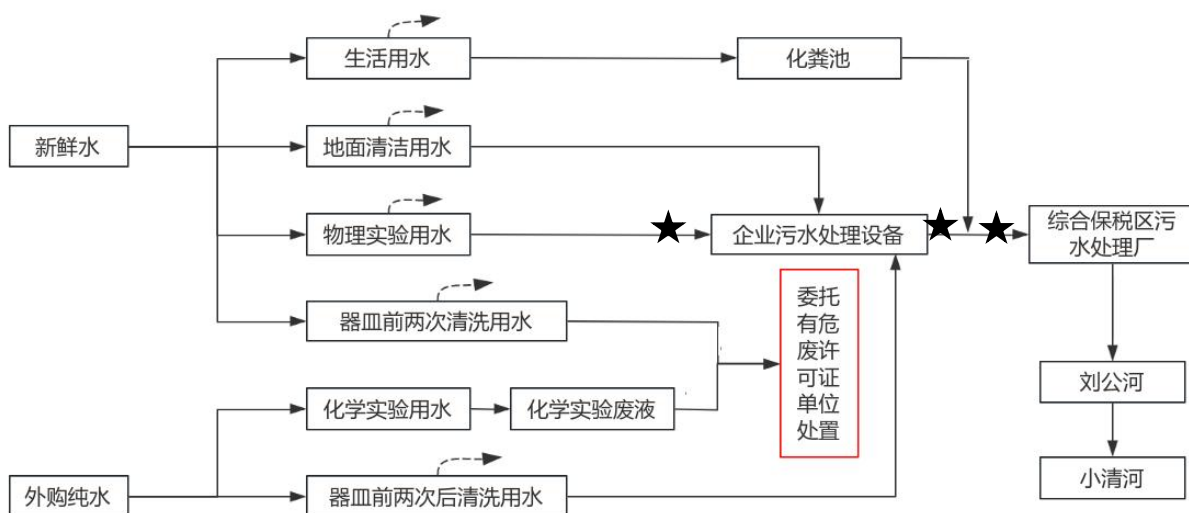 生活用水
化粪池
新鲜水
地面清洁用水
物理实验用水
企业污水处理设备
综合保税区污
水处理厂
器皿前两次清洗用水
委托
有危
废许
可证
单位
处置
刘公河
化学实验用水
化学实验废液
外购纯水
器皿前两次后清洗用水
小清河